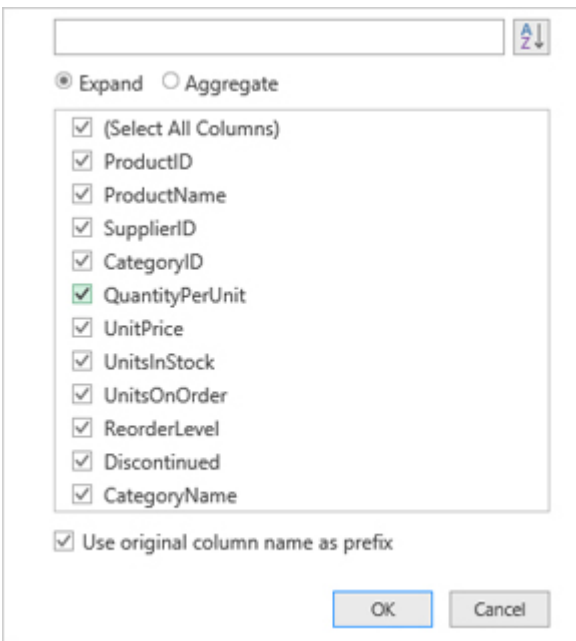 A
Z
Expand Aggregate
(Select All Columns)
ProductID
ProductName
SupplierID
CategoryID
QuantityPerUnit
UnitPrice
UnitsInStock
UnitsOnOrder
ReorderLevel
Discontinued
CategoryName
Use original column name as prefix
OK Cancel